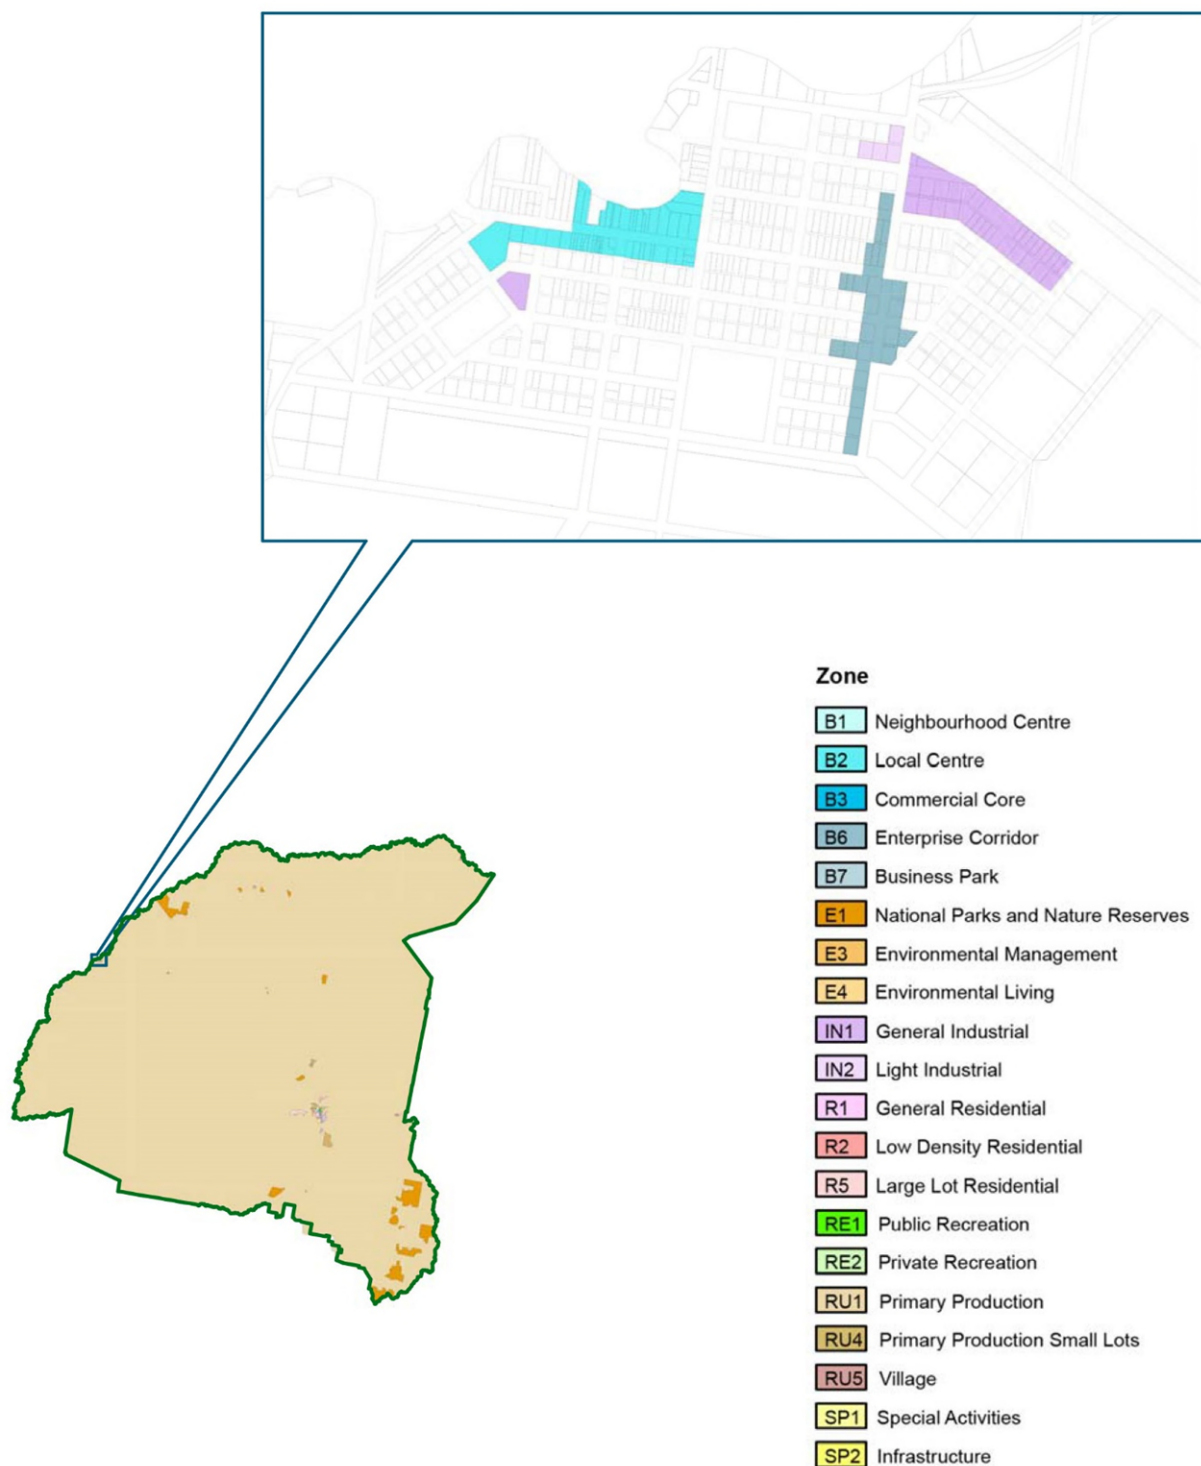 Zone
B1 Neighbourhood Centre
B2 Local Centre
B3 Commercial Core
B6 Enterprise Corridor
B7 Business Park
E1 National Parks and Nature Reserves
E3 Environmental Management
E4 Environmental Living
IN1 General Industrial
IN2 Light Industrial
R1 General Residential
R2 Low Density Residential
R5 Large Lot Residential
RE1 Public Recreation
RE2 Private Recreation
RU1 Primary Production
RU4 Primary Production Small Lots
RU5 Village
SP1 Special Activities
SP2 Infrastructure